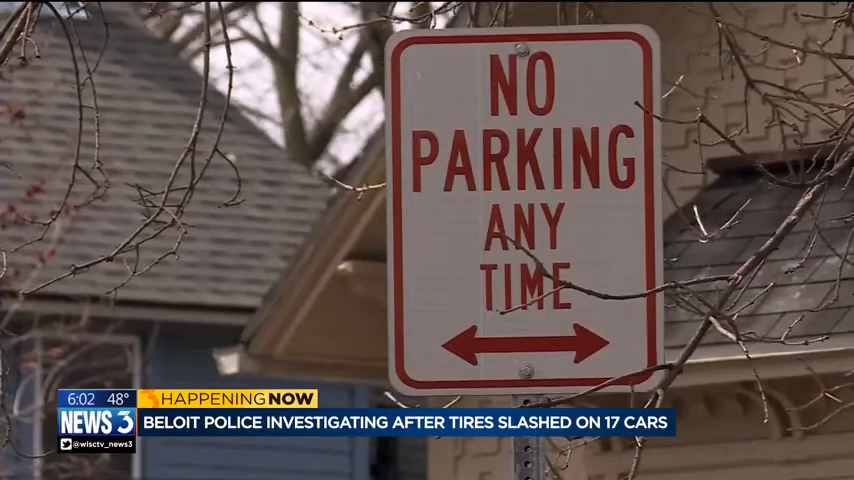 NO
PARKING
ANY
TIME
6:02 48°
HAPPENING NOW
NEWS 3
BELOIT POLICE INVESTIGATING AFTER TIRES SLASHED ON 17 CARS
@wisctv_news3